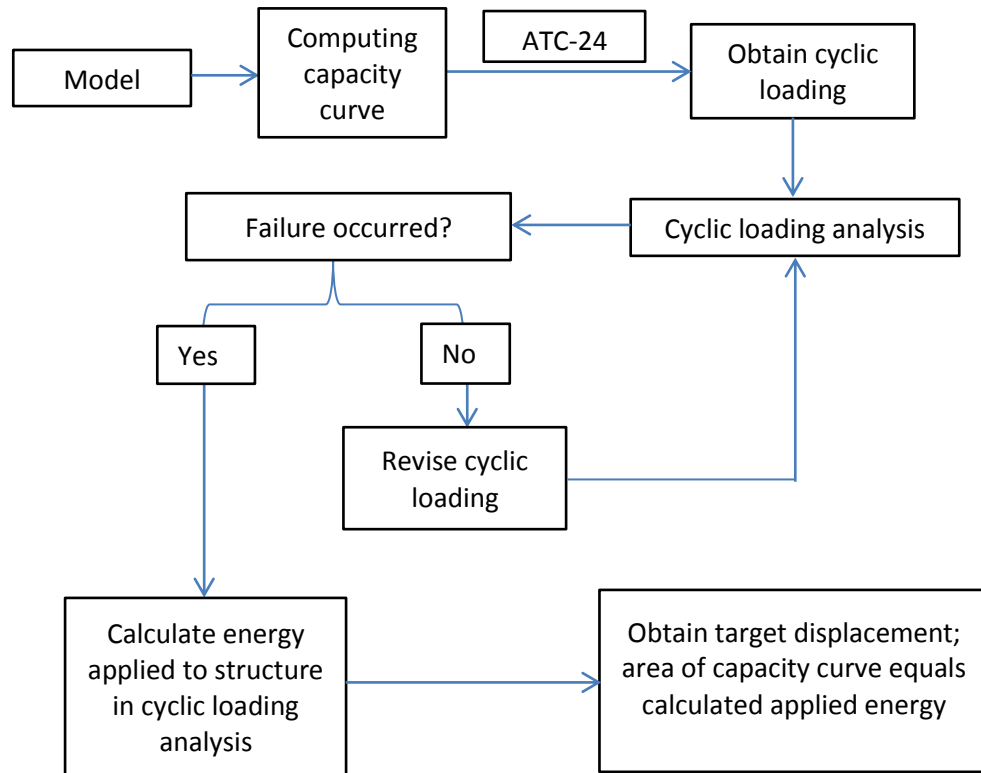 Model
Computing
capacity
curve
ATC-24
Obtain cyclic
loading
Failure occurred?
Cyclic loading analysis
Yes
No
Revise cyclic
loading
Calculate energy
applied to structure
in cyclic loading
analysis
Obtain target displacement;
area of capacity curve equals
calculated applied energy